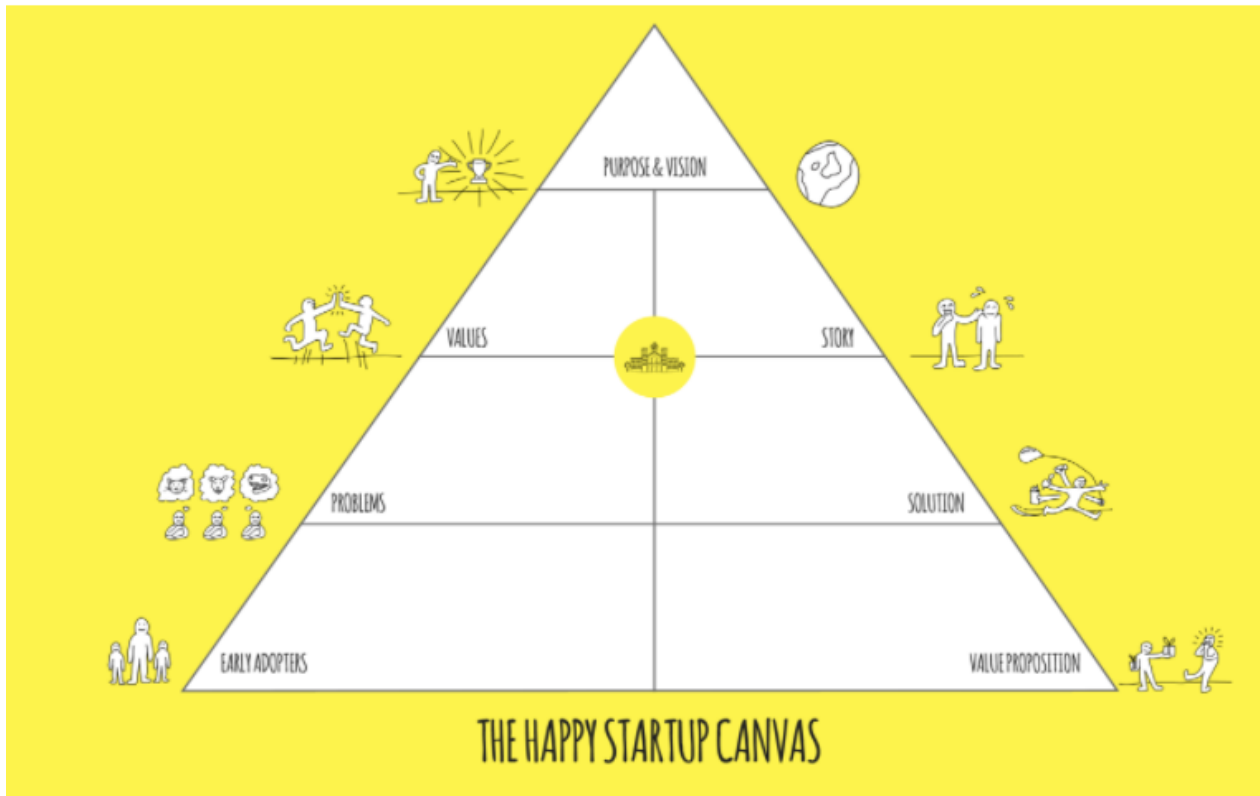 PURPOSE & VISION
VALUES
STORY
PROBLEMS
SOLUTION
EARLY ADOPTERS
VALUE PROPOSITION
THE HAPPY STARTUP CANVAS